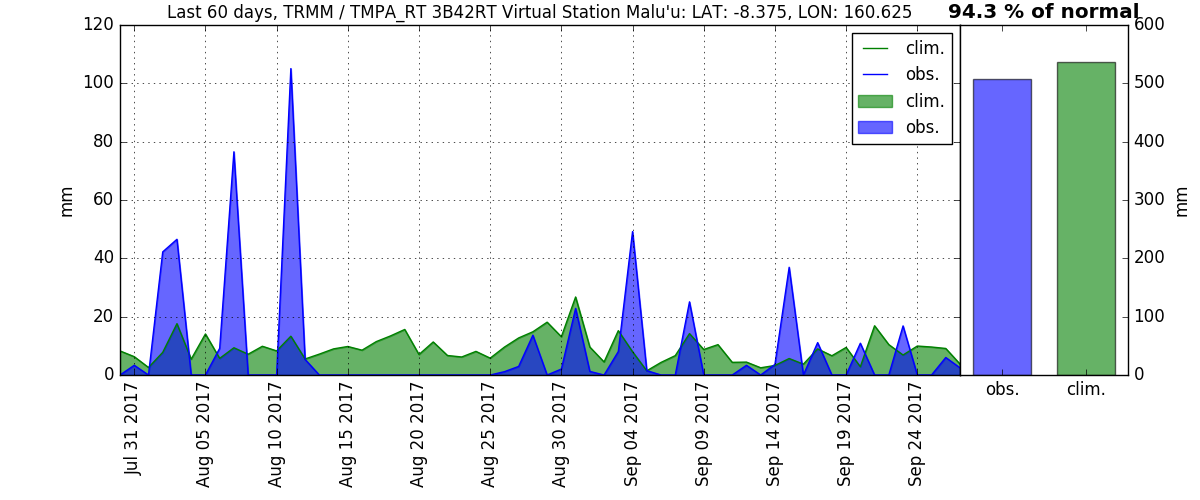 Last 60 days, TRMM / TMPA_RT 3B42RT Virtual Station Malu'u: LAT: -8.375, LON: 160.625
94.3 % of normal
120
100
80
60
40
20
0
mm
clim.
obs.
clim.
obs.
600
500
400
300
200
100
0
mm
Jul 31 2017
Aug 05 2017
Aug 10 2017
Aug 15 2017
Aug 20 2017
Aug 25 2017
Aug 30 2017
Sep 04 2017
Sep 09 2017
Sep 14 2017
Sep 19 2017
Sep 24 2017
obs.
clim.